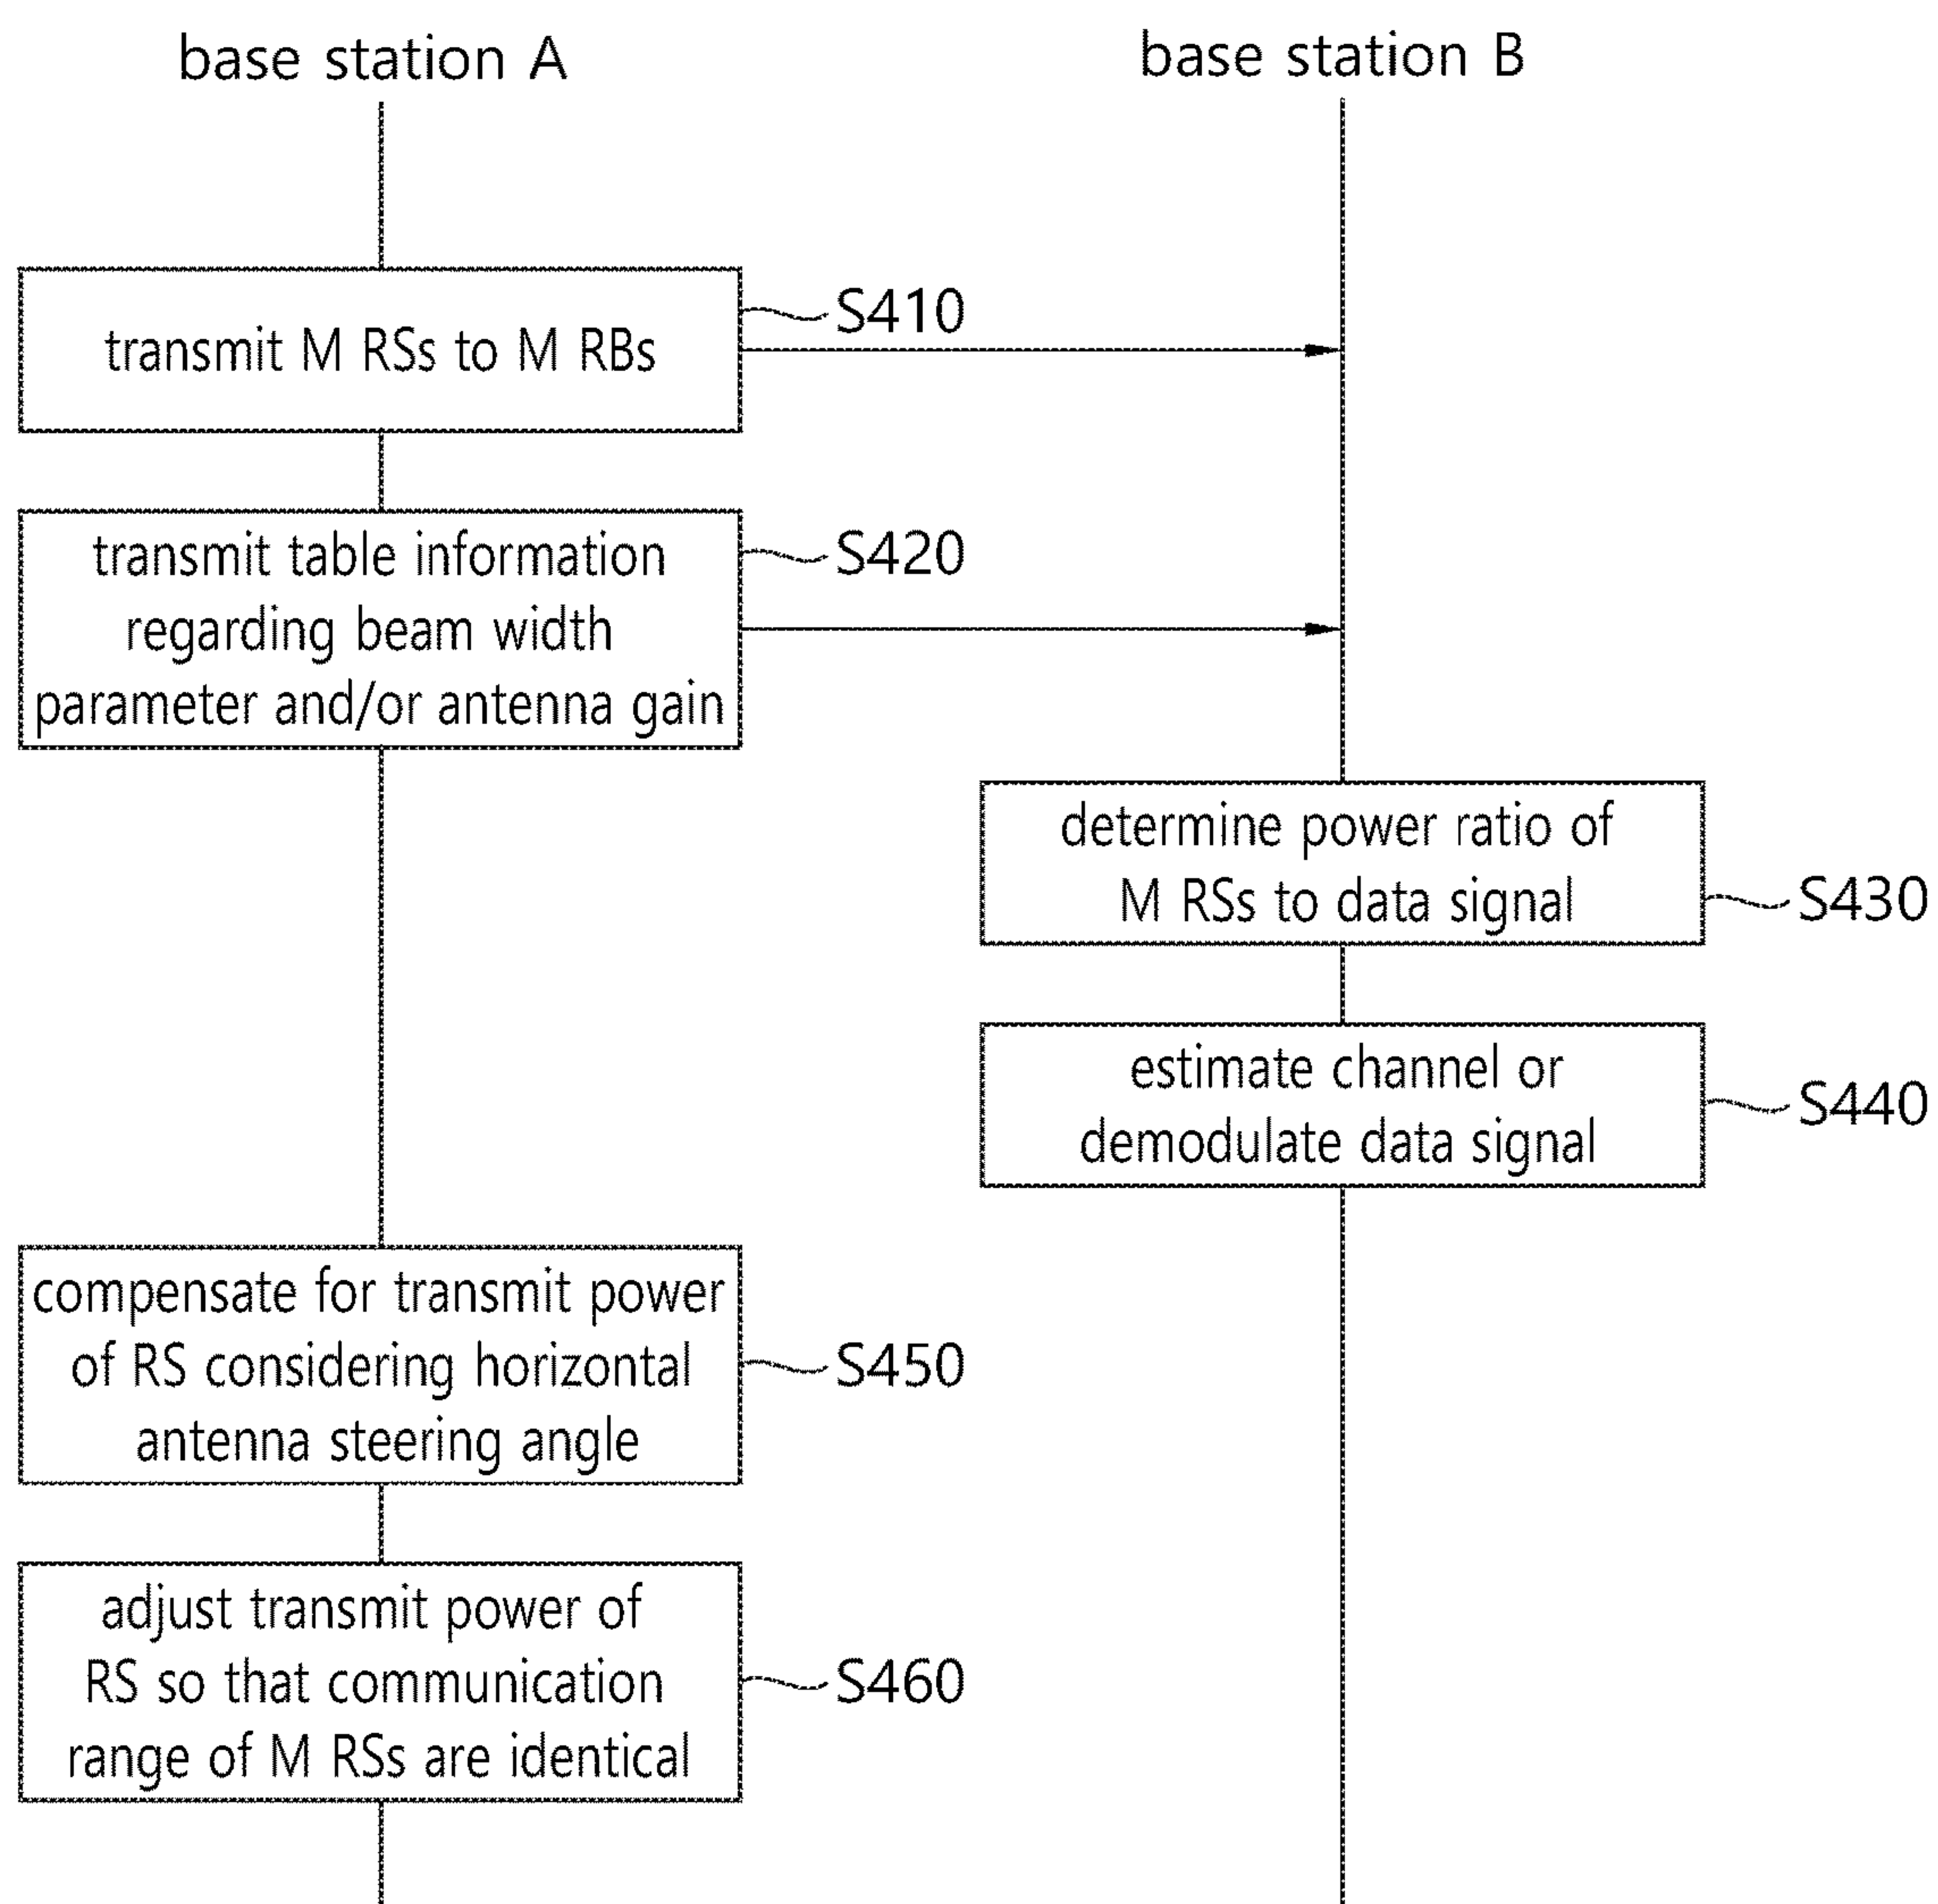 base station A
base station B
transmit M RSs to M RBs
S410
transmit table information
regarding beam width
parameter and/or antenna gain
S420
determine power ratio of
M RSs to data signal
S430
estimate channel or
demodulate data signal
S440
compensate for transmit power
of RS considering horizontal
antenna steering angle
S450
adjust transmit power of
RS so that communication
range of M RSs are identical
S460